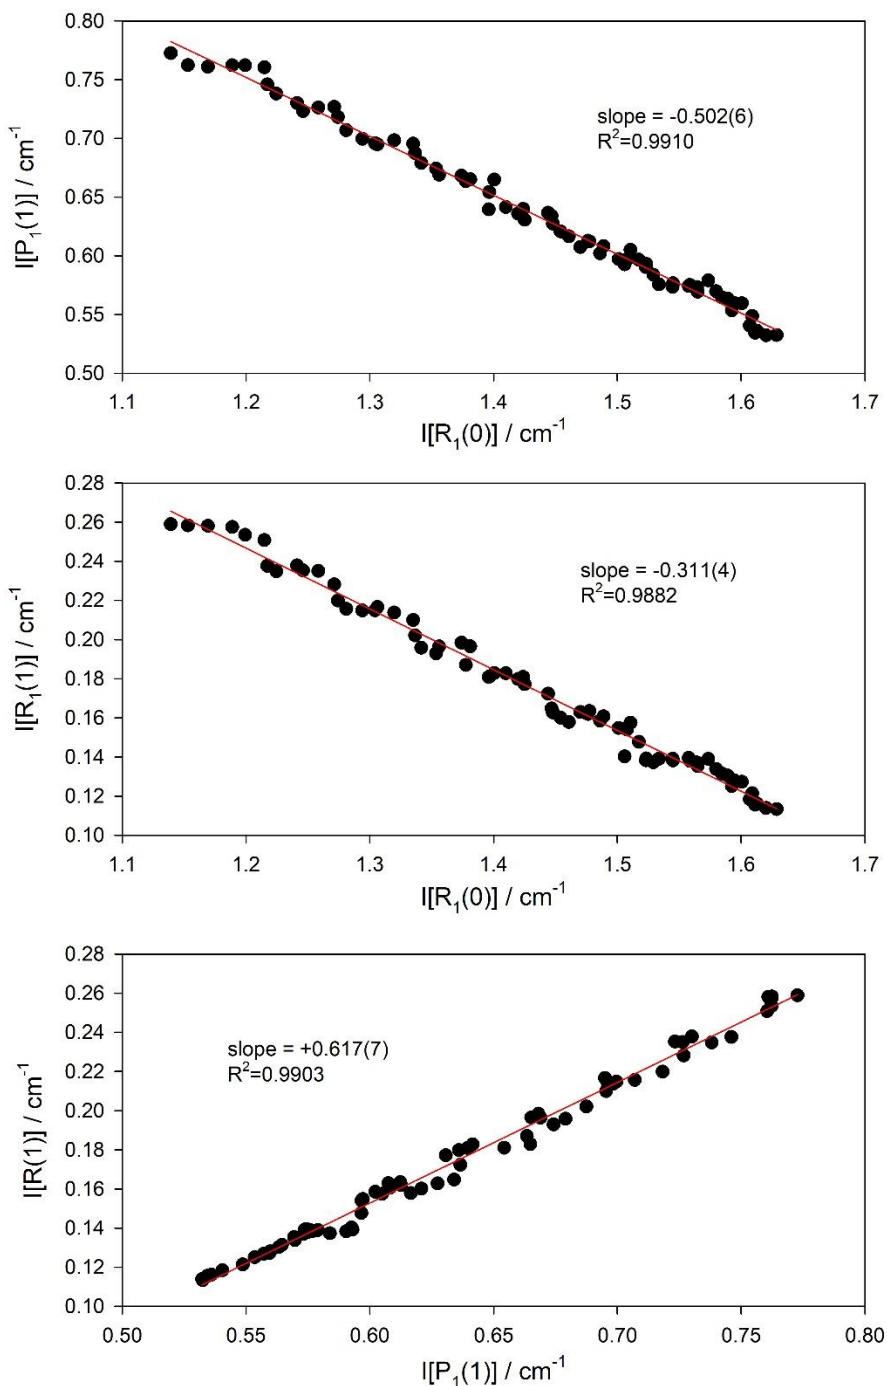 0.80
0.75
0.70
0.65
0.60
0.55
0.50
I[P₁(1)] / cm⁻¹
slope = -0.502(6)
R²=0.9910
1.1 1.2 1.3 1.4 1.5 1.6 1.7
I[R₁(0)] / cm⁻¹
0.28
0.26
0.24
0.22
0.20
0.18
0.16
0.14
0.12
0.10
I[R₁(1)] / cm⁻¹
slope = -0.311(4)
R²=0.9882
1.1 1.2 1.3 1.4 1.5 1.6 1.7
I[R₁(0)] / cm⁻¹
0.28
0.26
0.24
0.22
0.20
0.18
0.16
0.14
0.12
0.10
I[R(1)] / cm⁻¹
slope = +0.617(7)
R²=0.9903
0.50 0.55 0.60 0.65 0.70 0.75 0.80
I[P₁(1)] / cm⁻¹